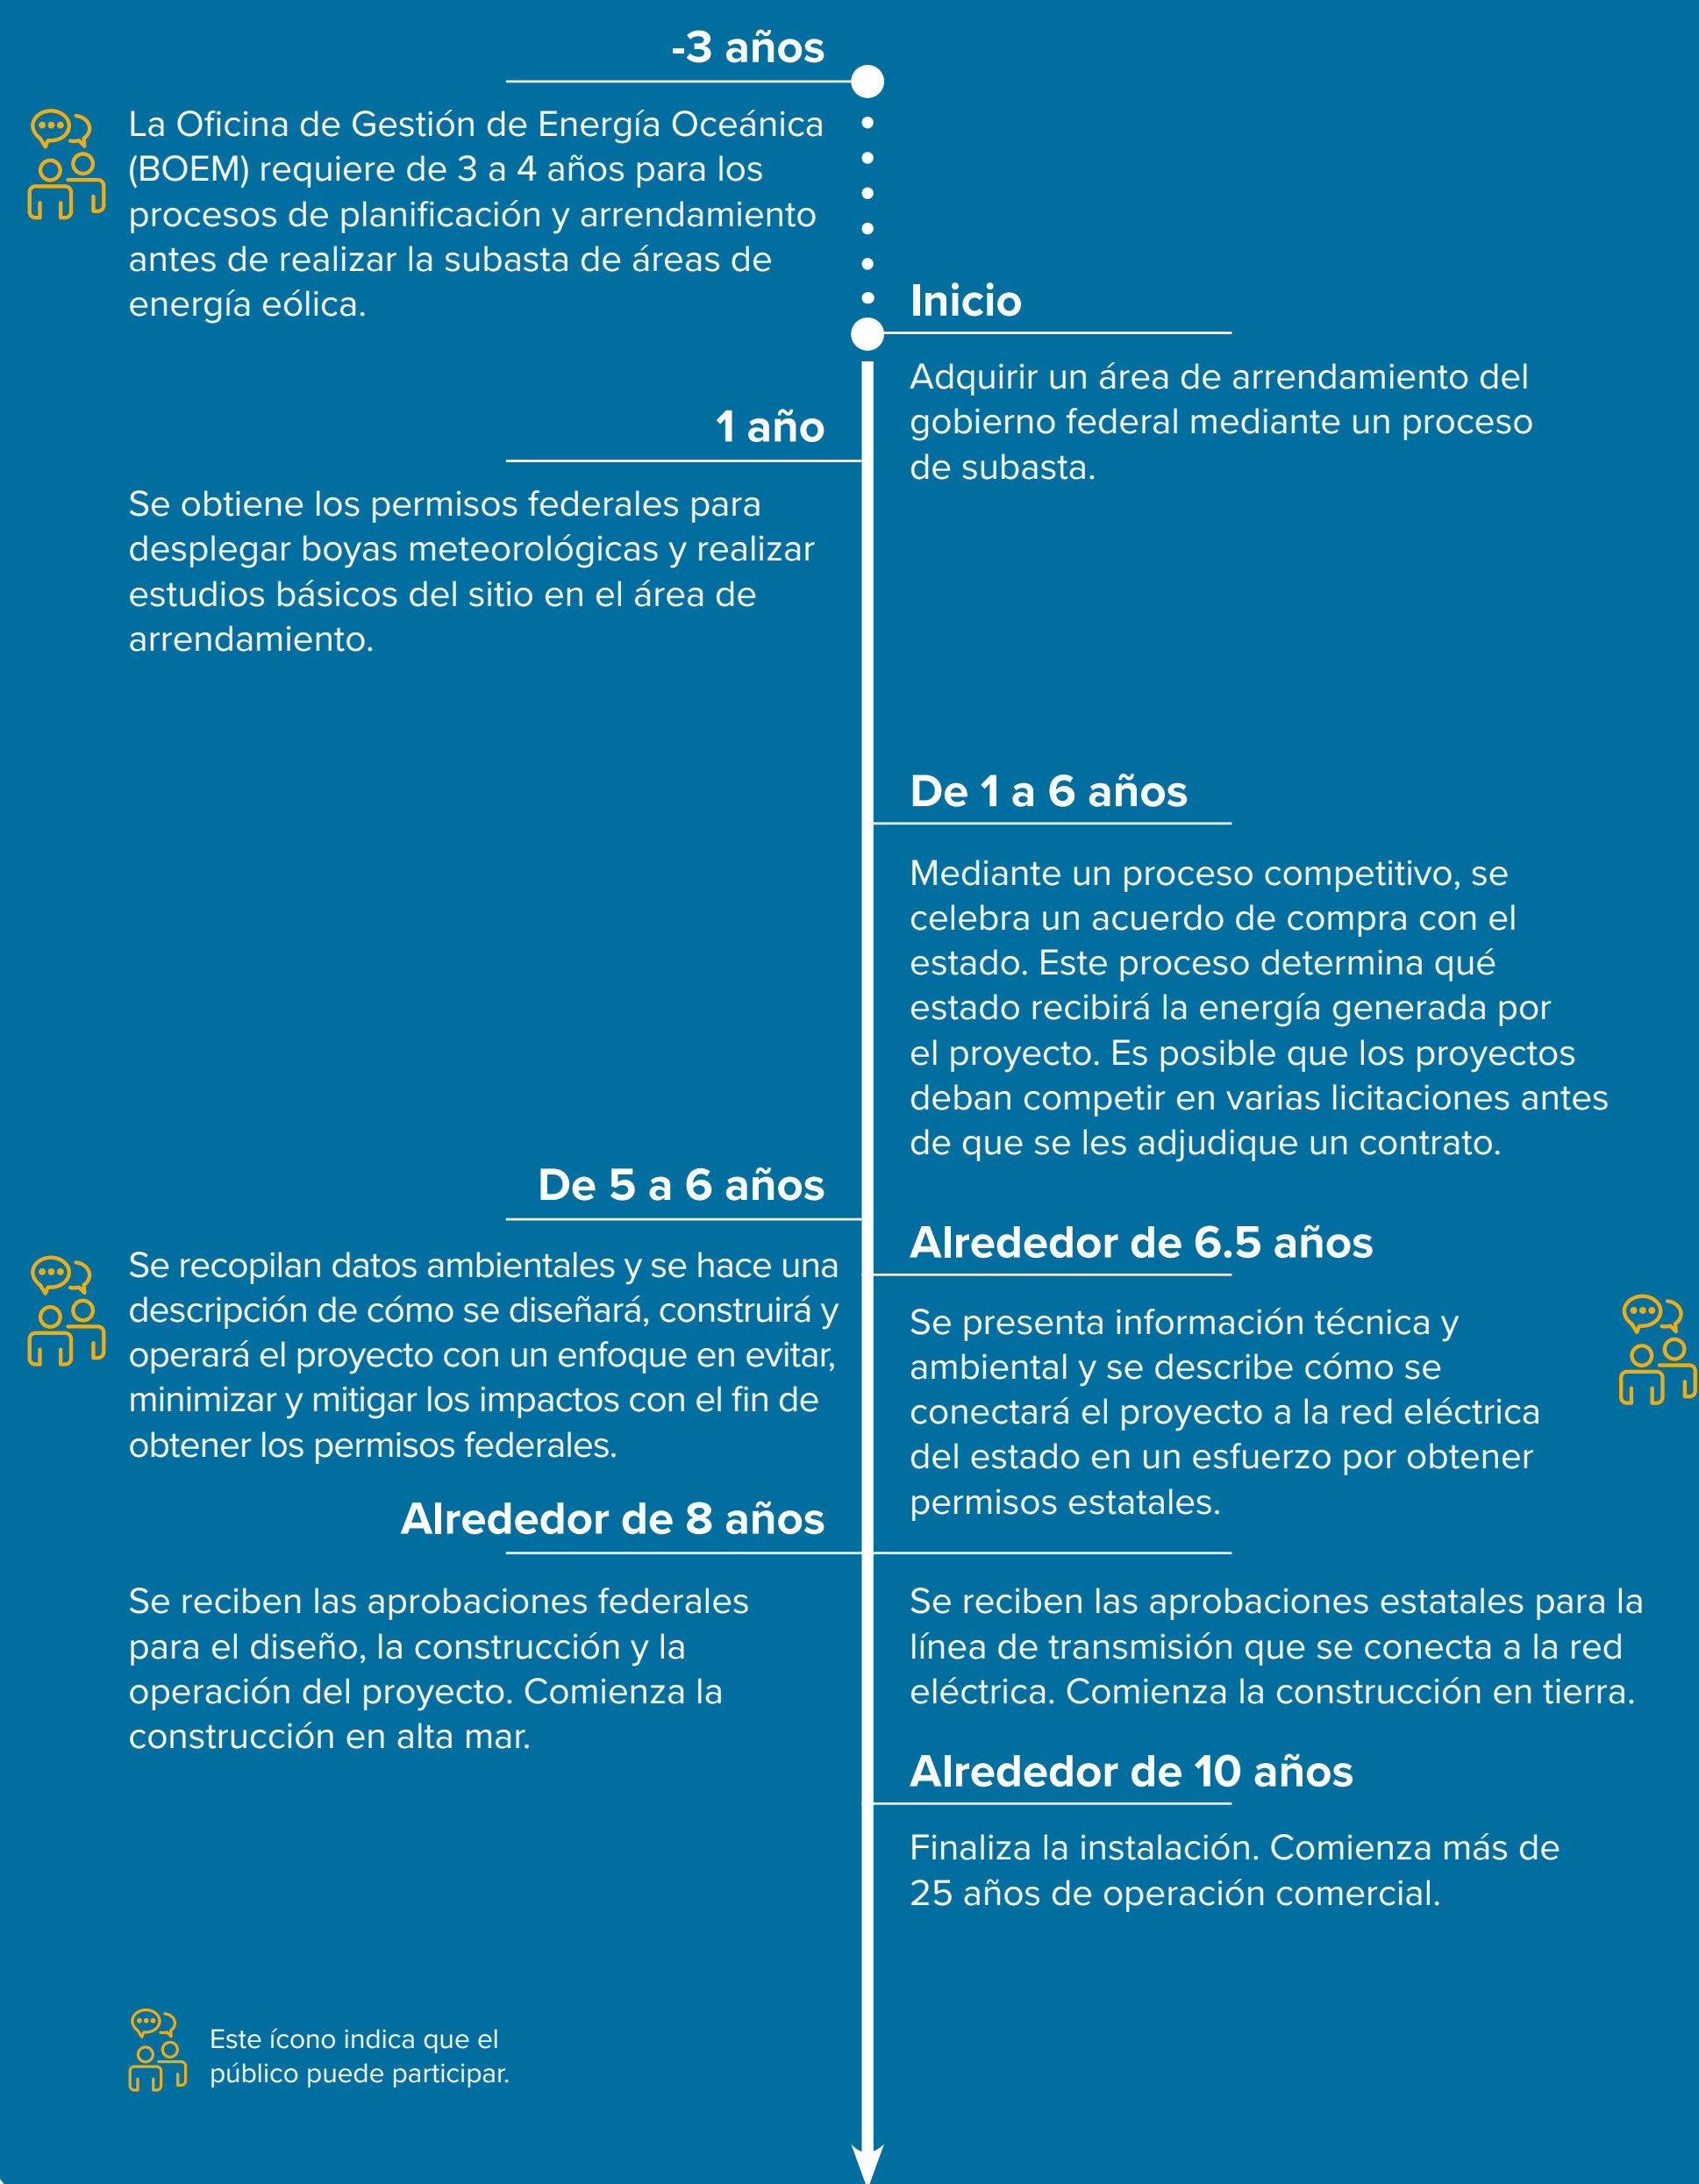 -3 años
La Oficina de Gestión de Energía Oceánica
(BOEM) requiere de 3 a 4 años para los
procesos de planificación y arrendamiento
antes de realizar la subasta de áreas de
energía eólica.
Inicio
Adquirir un área de arrendamiento del
gobierno federal mediante un proceso
de subasta.
1 año
Se obtiene los permisos federales para
desplegar boyas meteorológicas y realizar
estudios básicos del sitio en el área de
arrendamiento.
De 1 a 6 años
Mediante un proceso competitivo, se
celebra un acuerdo de compra con el
estado. Este proceso determina qué
estado recibirá la energía generada por
el proyecto. Es posible que los proyectos
deban competir en varias licitaciones antes
de que se les adjudique un contrato.
De 5 a 6 años
Se recopilan datos ambientales y se hace una
descripción de cómo se diseñará, construirá y
operará el proyecto con un enfoque en evitar,
minimizar y mitigar los impactos con el fin de
obtener los permisos federales.
Alrededor de 6.5 años
Se presenta información técnica y
ambiental y se describe cómo se
conectará el proyecto a la red eléctrica
del estado en un esfuerzo por obtener
permisos estatales.
Alrededor de 8 años
Se reciben las aprobaciones federales
para el diseño, la construcción y la
operación del proyecto. Comienza la
construcción en alta mar.
Se reciben las aprobaciones estatales para la
línea de transmisión que se conecta a la red
eléctrica. Comienza la construcción en tierra.
Alrededor de 10 años
Finaliza la instalación. Comienza más de
25 años de operación comercial.
Este ícono indica que el
público puede participar.